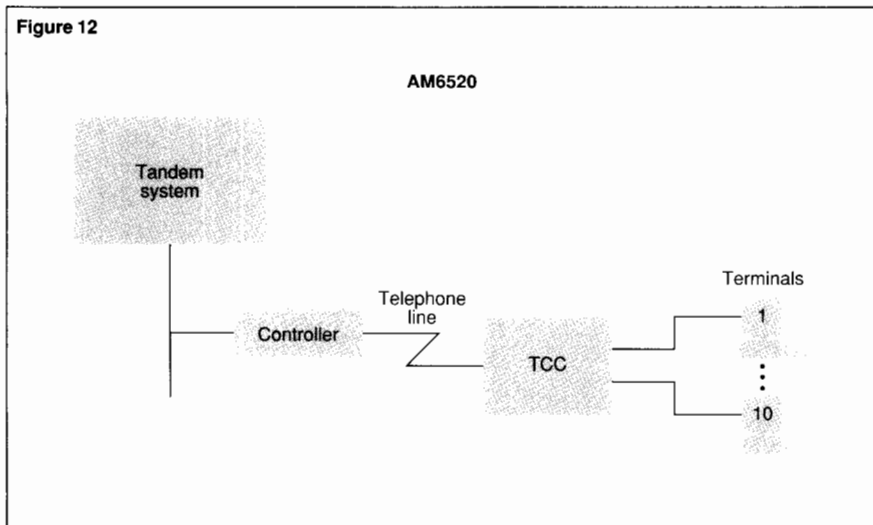 Figure 12
AM6520
Tandem
system
Controller
Telephone
line
TCC
Terminals
1
10